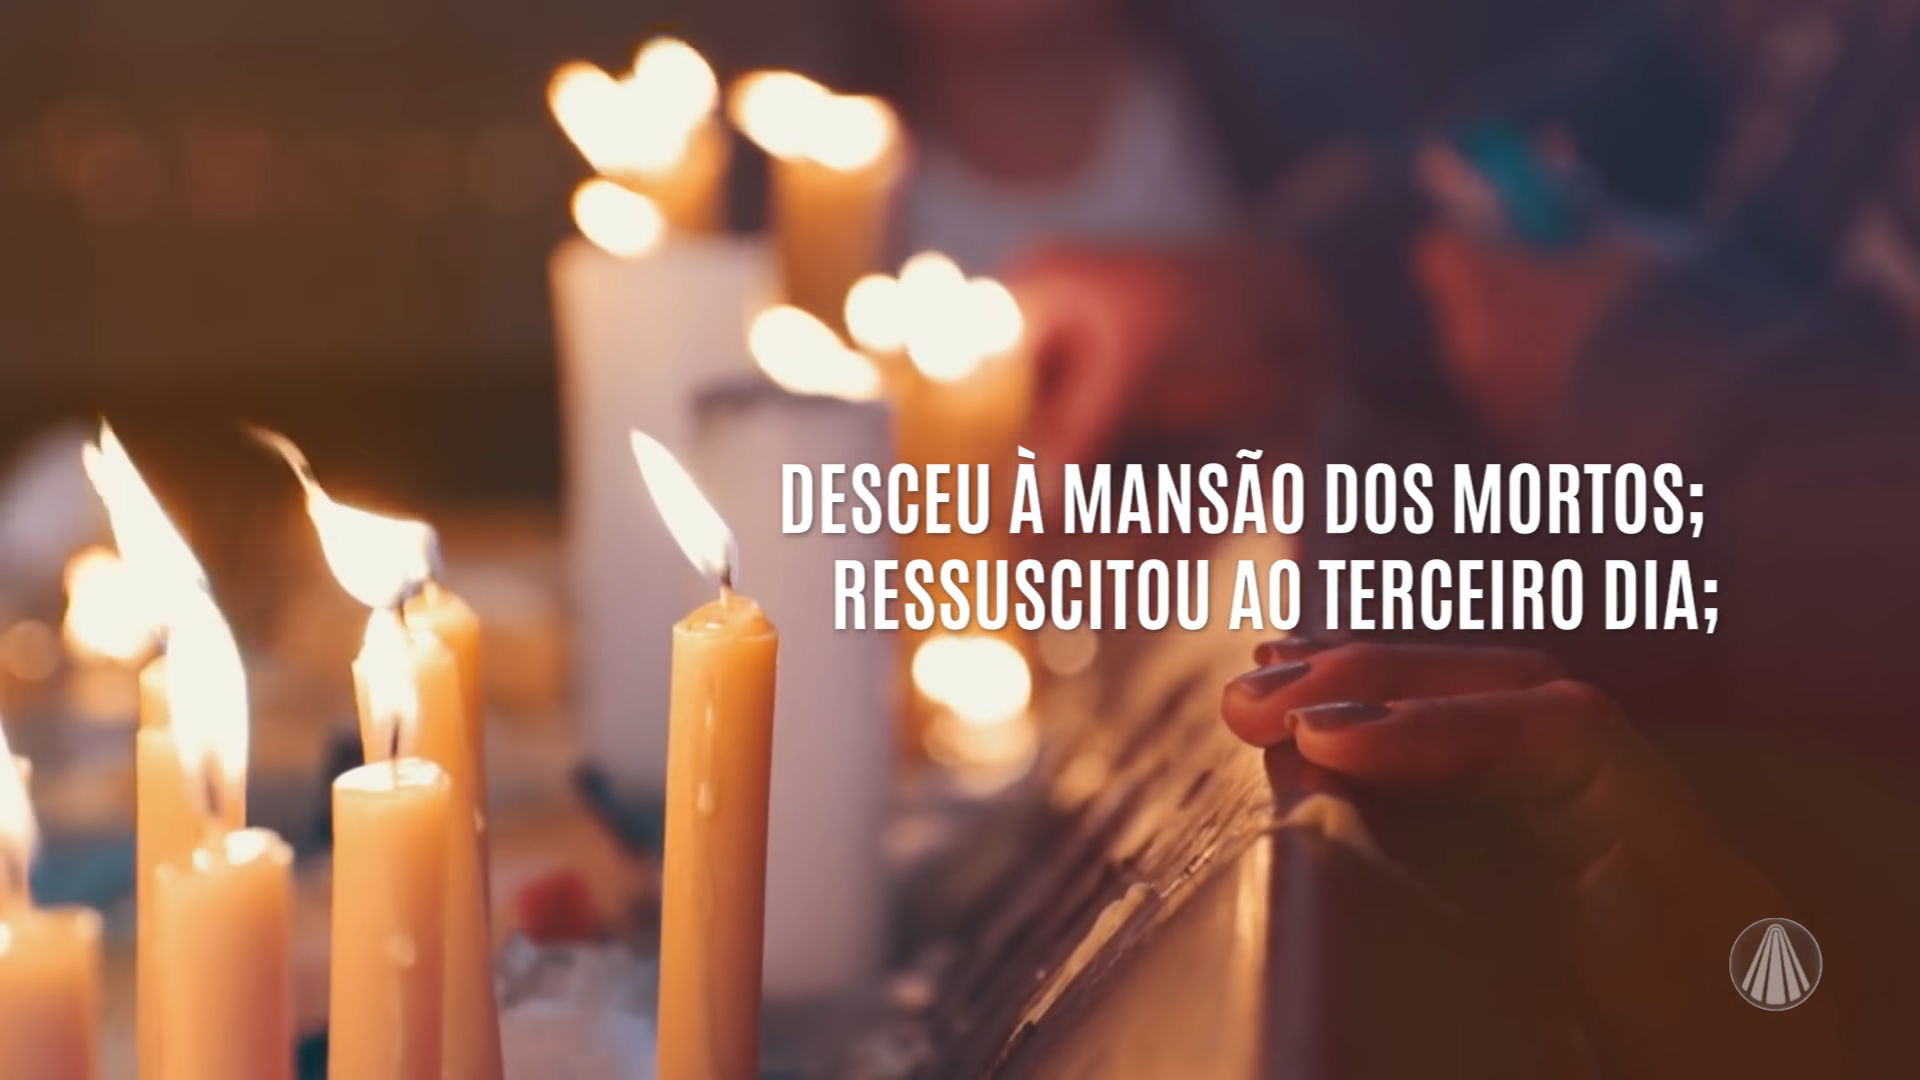 DESCEU À MANSÃO DOS MORTOS;
RESSUSCITOU AO TERCEIRO DIA;